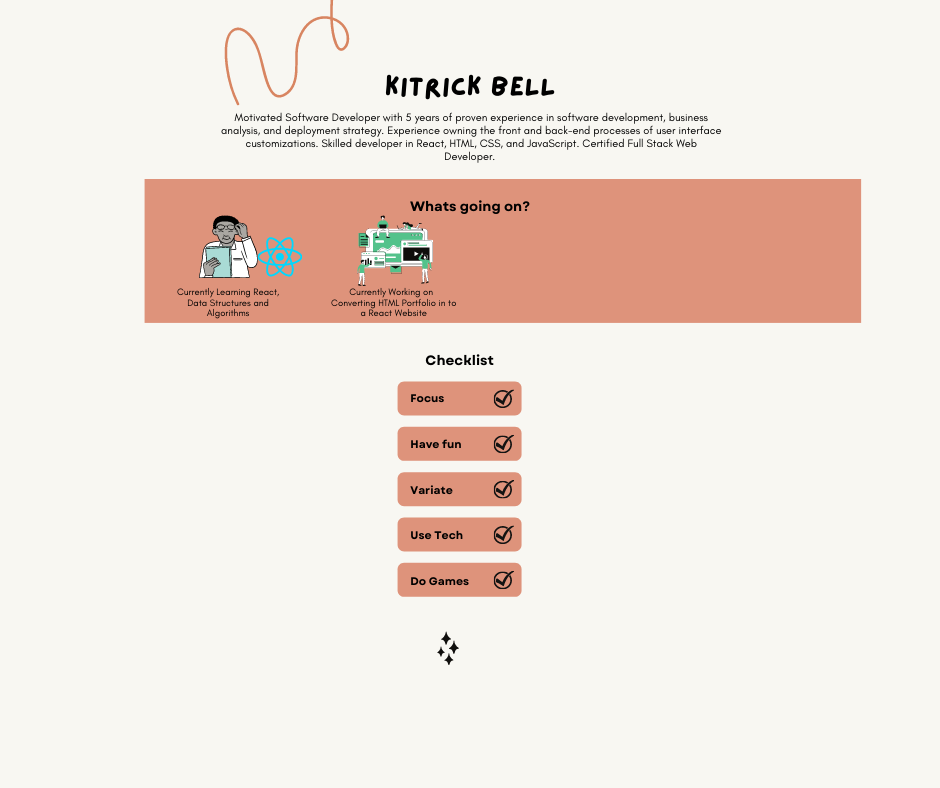 KITRICK BELL
Motivated Software Developer with 5 years of proven experience in software development, business
analysis, and deployment strategy. Experience owning the front and back-end processes of user interface
customizations. Skilled developer in React, HTML, CSS, and JavaScript. Certified Full Stack Web
Developer.
Whats going on?
Currently Learning React,
Data Structures and
Algorithms
Currently Working on
Converting HTML Portfolio in to
a React Website
Checklist
Focus
Have fun
Variate
Use Tech
Do Games